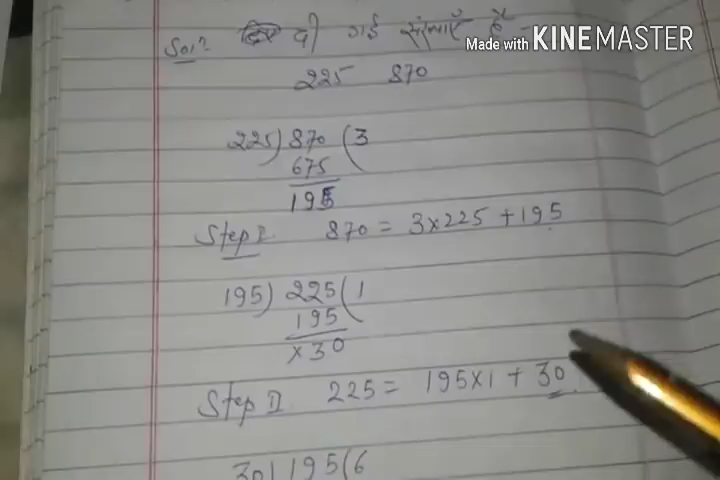 Made with KINEMASTER
Solⁿ दी गई संख्याएँ है
225 870
225) 870 (3
675
195
Step I. 870 = 3x225 + 195
195) 225 (1
195
x30
Step II 225 = 195x1 + 30
30) 195 (6